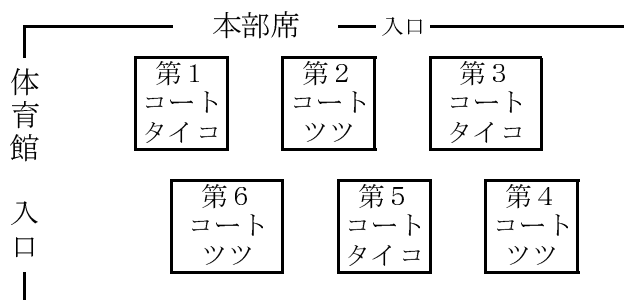 本部席
入口
体育館 入口
第1
コート
タイコ
第2
コート
ツツ
第3
コート
タイコ
第6
コート
ツツ
第5
コート
タイコ
第4
コート
ツツ